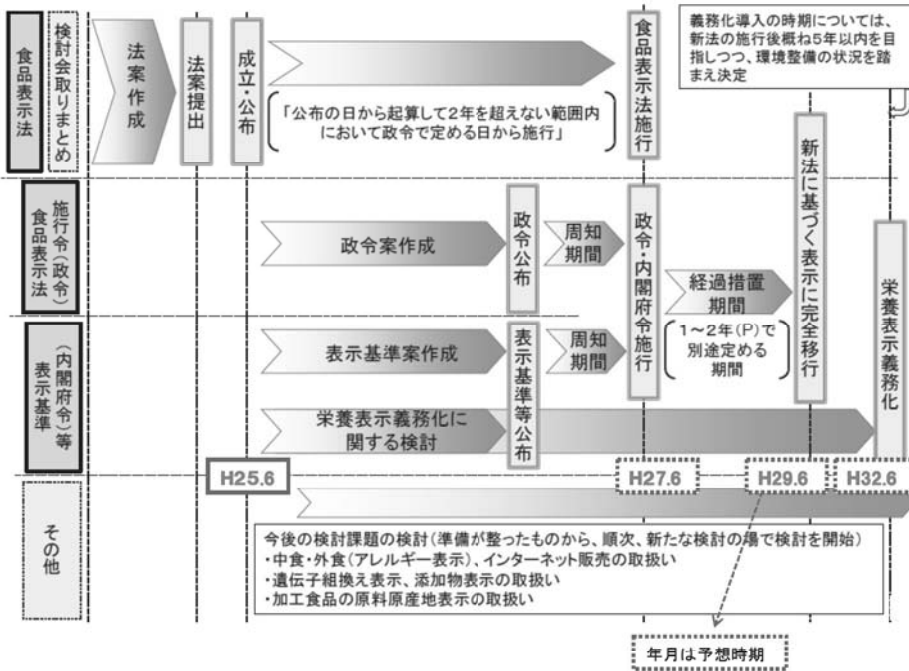 食品表示法
検討会取りまとめ
法案作成
法案提出
成立・公布
「公布の日から起算して2年を超えない範囲内
において政令で定める日から施行」
食品表示法施行
義務化導入の時期については、
新法の施行後概ね5年以内を目
指しつつ、環境整備の状況を踏
まえ決定
食品表示法
施行令(政令)
政令案作成
政令公布
周知
期間
政令・内閣府令施行
経過措置
期間
1～2年(P)で
別途定める
期間
新法に基づく表示に完全移行
栄養表示義務化
表示基準
(内閣府令)等
表示基準案作成
表示基準等公布
周知
期間
栄養表示義務化に
関する検討
H25.6
H27.6
H29.6
H32.6
その他
今後の検討課題の検討(準備が整ったものから、順次、新たな検討の場で検討を開始)
・中食・外食(アレルギー表示)、インターネット販売の取扱い
・遺伝子組換え表示、添加物表示の取扱い
・加工食品の原料原産地表示の取扱い
年月は予想時期